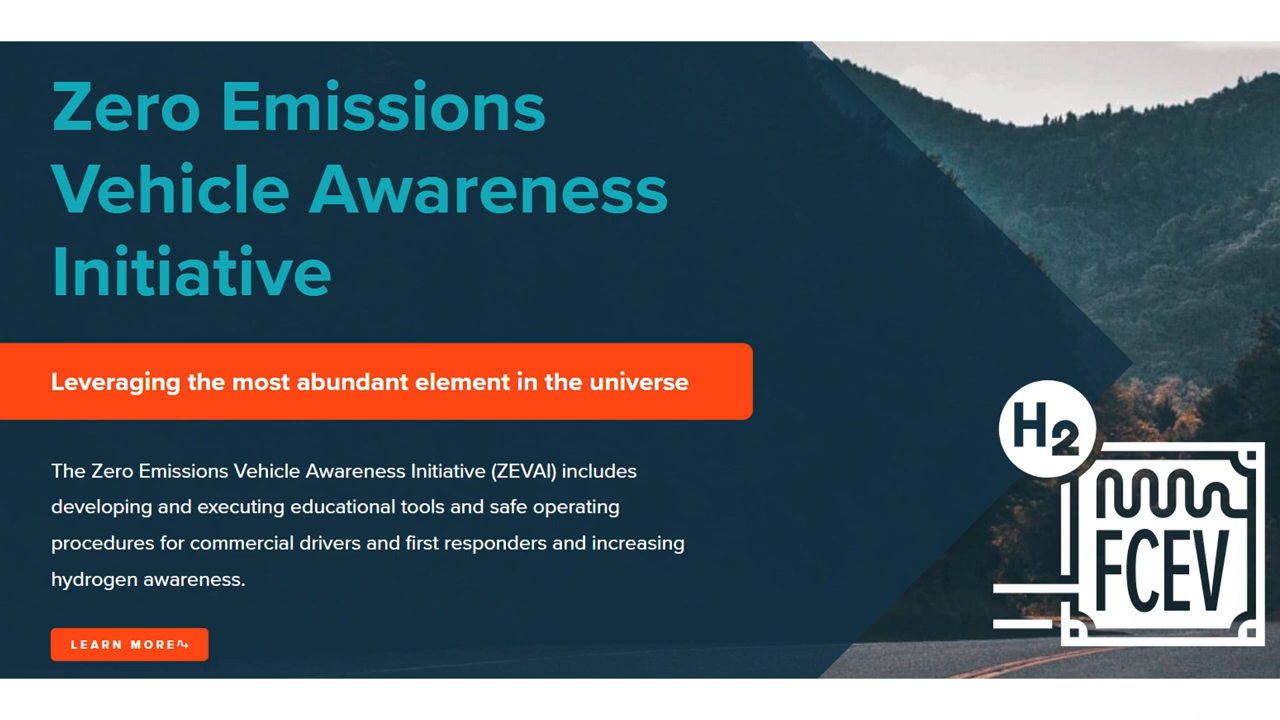 Zero Emissions
Vehicle Awareness
Initiative
Leveraging the most abundant element in the universe
The Zero Emissions Vehicle Awareness Initiative (ZEVAI) includes
developing and executing educational tools and safe operating
procedures for commercial drivers and first responders and increasing
hydrogen awareness.
LEARN MORE
H2
FCEV